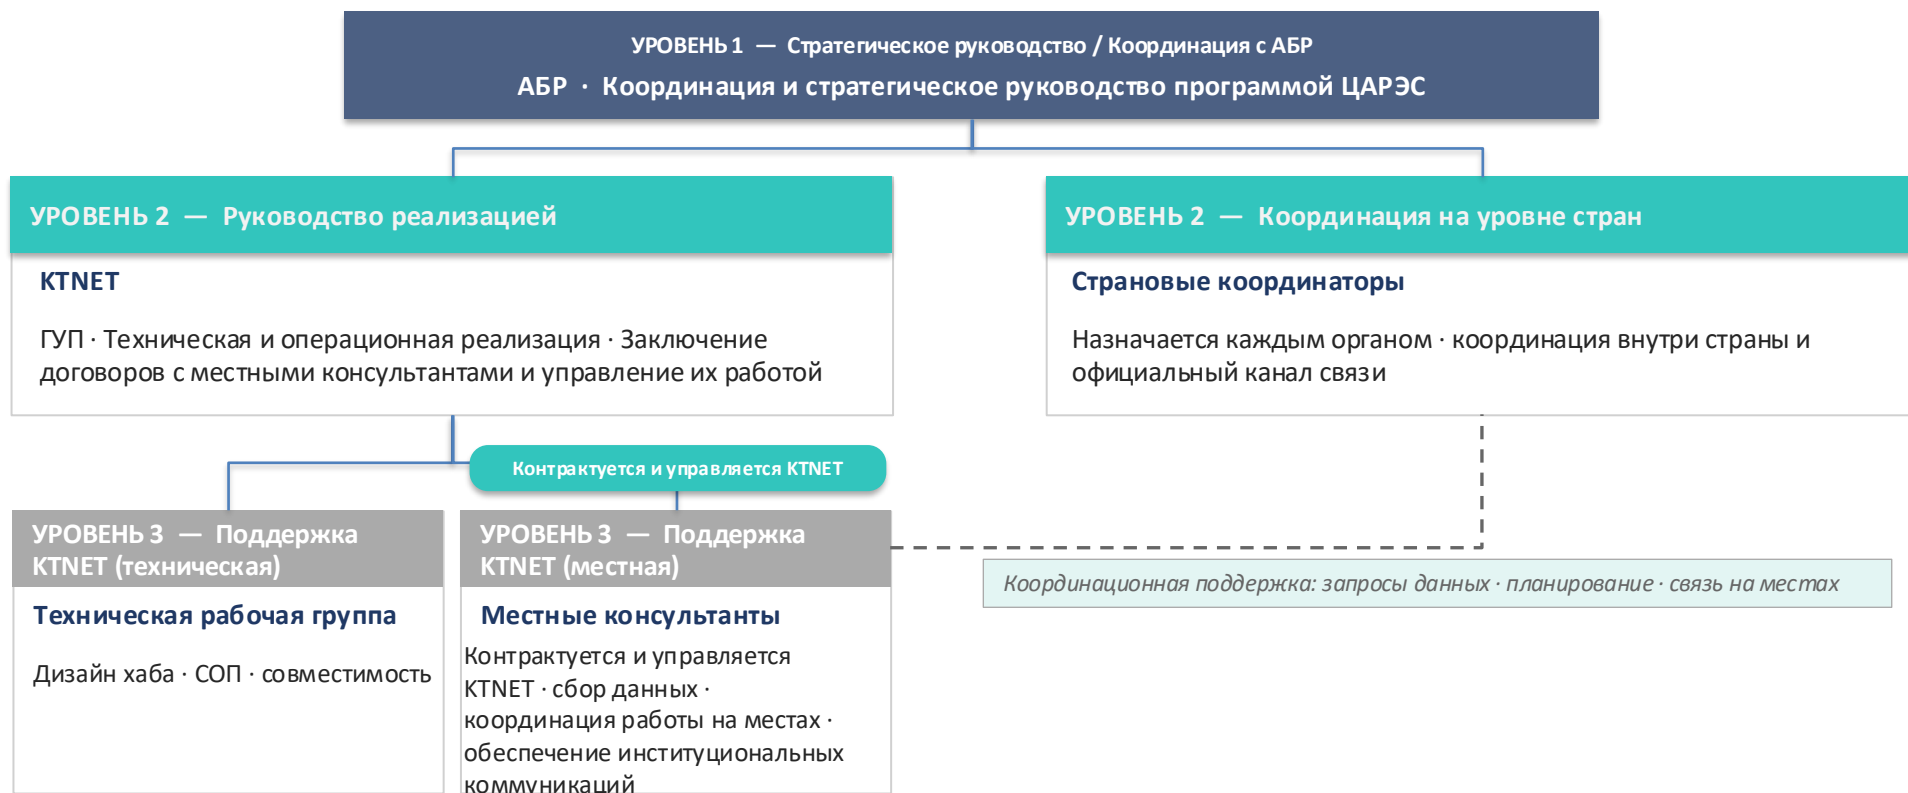 УРОВЕНЬ 1 — Стратегическое руководство / Координация с АБР
АБР · Координация и стратегическое руководство программой ЦАРЭС
УРОВЕНЬ 2 — Руководство реализацией
KTNET
ГУП · Техническая и операционная реализация · Заключение
договоров с местными консультантами и управление их работой
УРОВЕНЬ 2 — Координация на уровне стран
Страновые координаторы
Назначается каждым органом · координация внутри страны и
официальный канал связи
Контрактуется и управляется KTNET
УРОВЕНЬ 3 — Поддержка
KTNET (техническая)
Техническая рабочая группа
Дизайн хаба · СОП · совместимость
УРОВЕНЬ 3 — Поддержка
KTNET (местная)
Местные консультанты
Контрактуется и управляется
KTNET · сбор данных ·
координация работы на местах ·
обеспечение институциональных
коммуникаций
Координационная поддержка: запросы данных · планирование · связь на местах